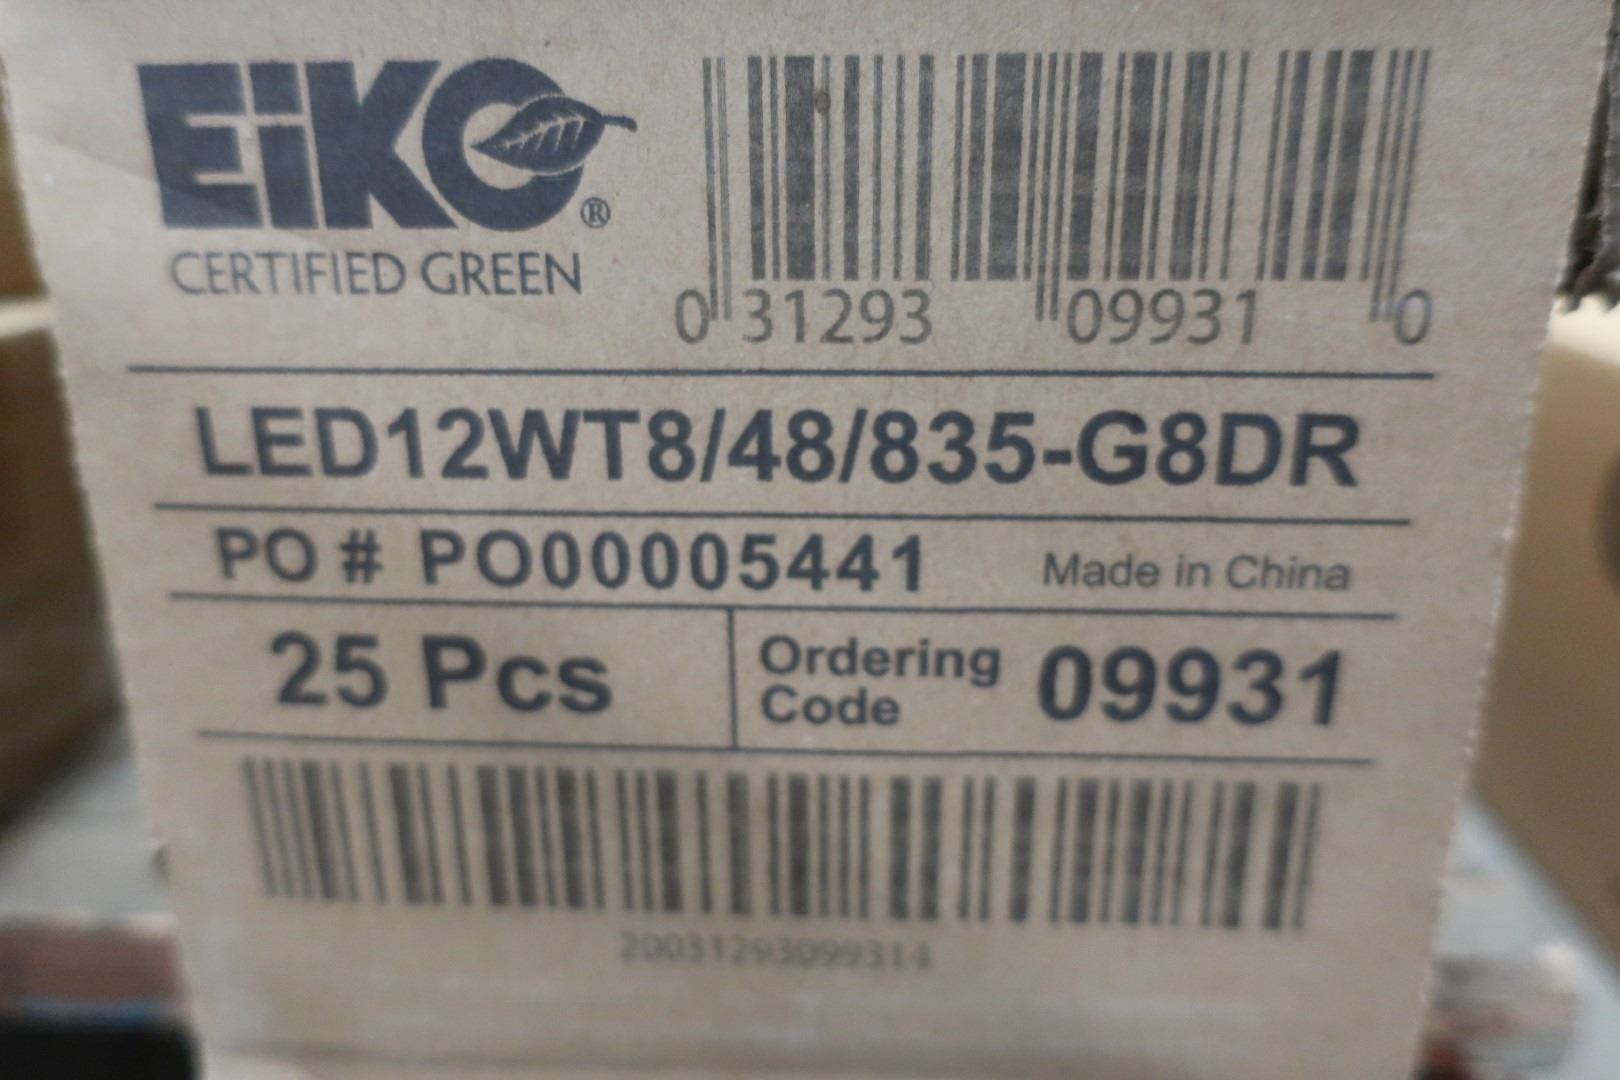 EiKO®
CERTIFIED GREEN
0 31293 09931 0
LED12WT8/48/835-G8DR
PO # PO00005441 Made in China
25 Pcs Ordering Code 09931
20031293099314